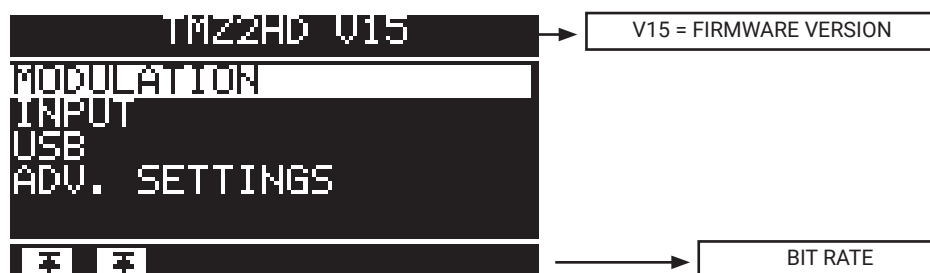 TMZ2HD V15
V15 = FIRMWARE VERSION
MODULATION
INPUT
USB
ADV. SETTINGS
BIT RATE